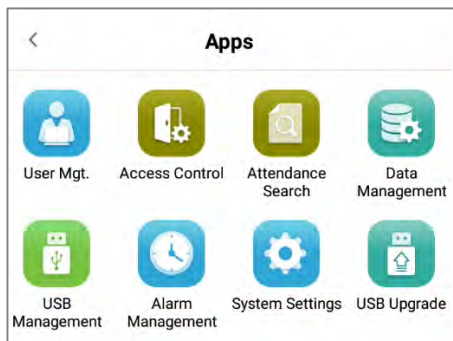 Apps
User Mgt.
Access Control
Attendance
Search
Data
Management
USB
Management
Alarm
Management
System Settings
USB Upgrade